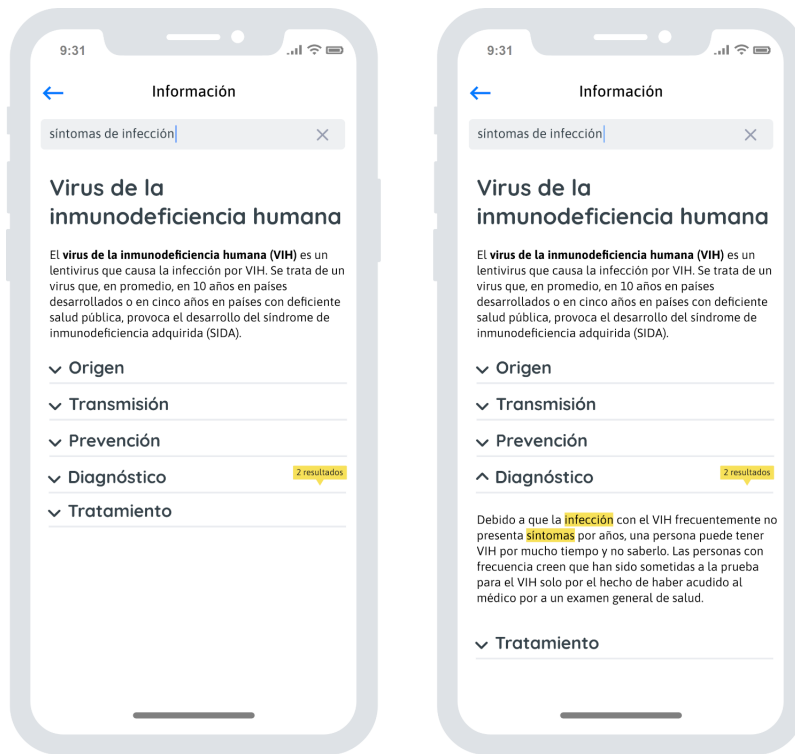 9:31
Información
síntomas de infección
Virus de la
inmunodeficiencia humana
El virus de la inmunodeficiencia humana (VIH) es un
lentivirus que causa la infección por VIH. Se trata de un
virus que, en promedio, en 10 años en países
desarrollados o en cinco años en países con deficiente
salud pública, provoca el desarrollo del síndrome de
inmunodeficiencia adquirida (SIDA).
Origen
Transmisión
Prevención
Diagnóstico
2 resultados
Tratamiento
9:31
Información
síntomas de infección
Virus de la
inmunodeficiencia humana
El virus de la inmunodeficiencia humana (VIH) es un
lentivirus que causa la infección por VIH. Se trata de un
virus que, en promedio, en 10 años en países
desarrollados o en cinco años en países con deficiente
salud pública, provoca el desarrollo del síndrome de
inmunodeficiencia adquirida (SIDA).
Origen
Transmisión
Prevención
Diagnóstico
2 resultados
Debido a que la infección con el VIH frecuentemente no
presenta síntomas por años, una persona puede tener
VIH por mucho tiempo y no saberlo. Las personas con
frecuencia creen que han sido sometidas a la prueba
para el VIH solo por el hecho de haber acudido al
médico por a un examen general de salud.
Tratamiento